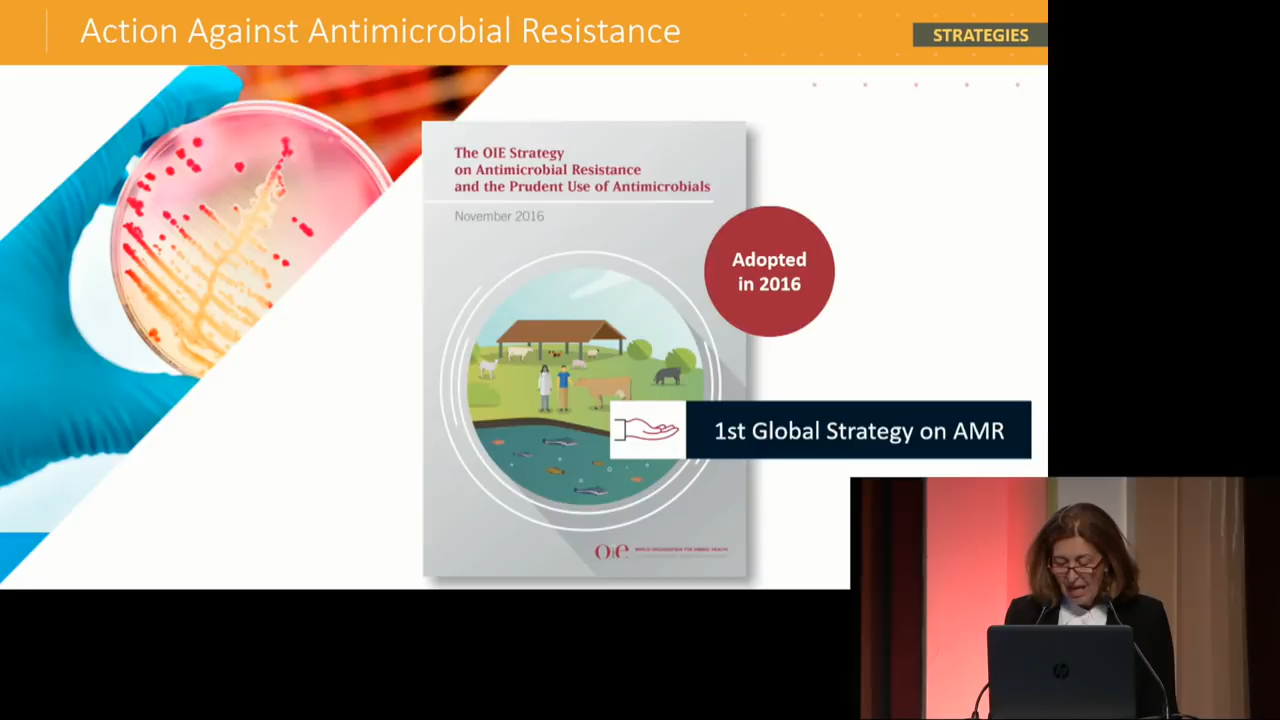 Action Against Antimicrobial Resistance
STRATEGIES
The OIE Strategy
on Antimicrobial Resistance
and the Prudent Use of Antimicrobials
November 2016
Adopted
in 2016
1st Global Strategy on AMR
OiE WORLD ORGANISATION FOR ANIMAL HEALTH
hp